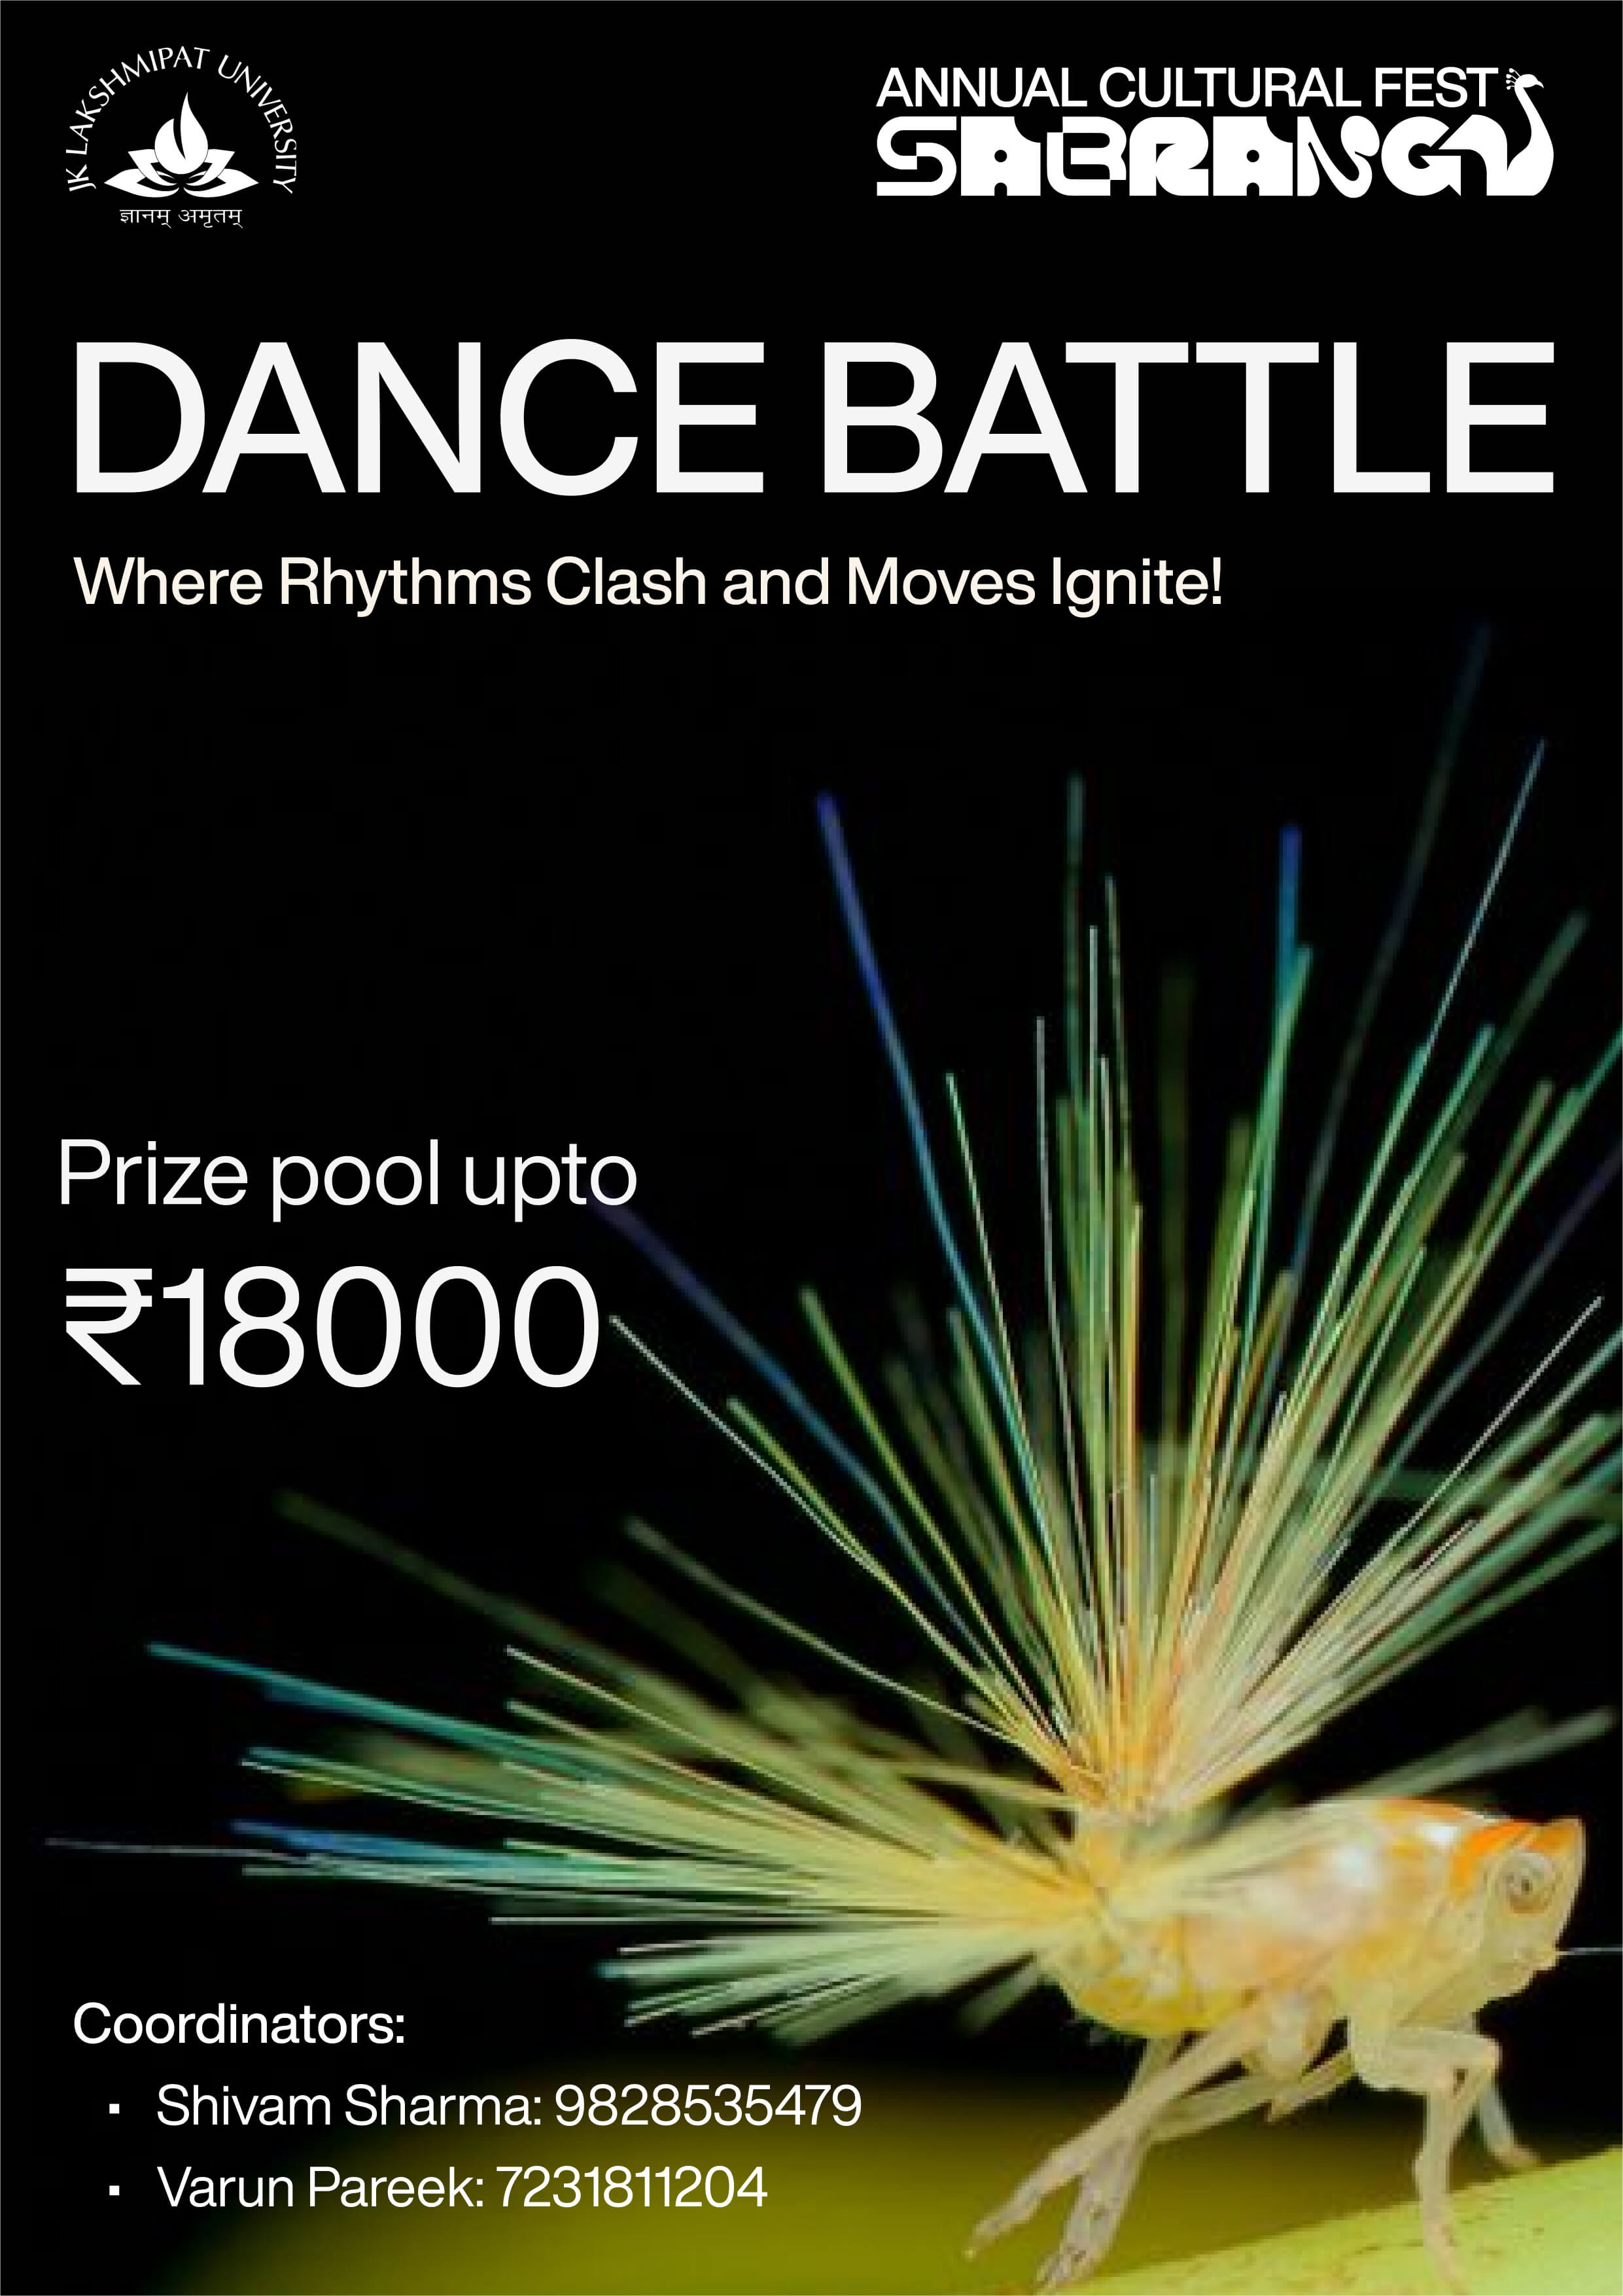 JK LAKSHMIPAT UNIVERSITY
ज्ञानम् अमृतम्
ANNUAL CULTURAL FEST
SABRANG
DANCE BATTLE
Where Rhythms Clash and Moves Ignite!
Prize pool upto
₹18000
Coordinators:
▪ Shivam Sharma: 9828535479
▪ Varun Pareek: 7231811204